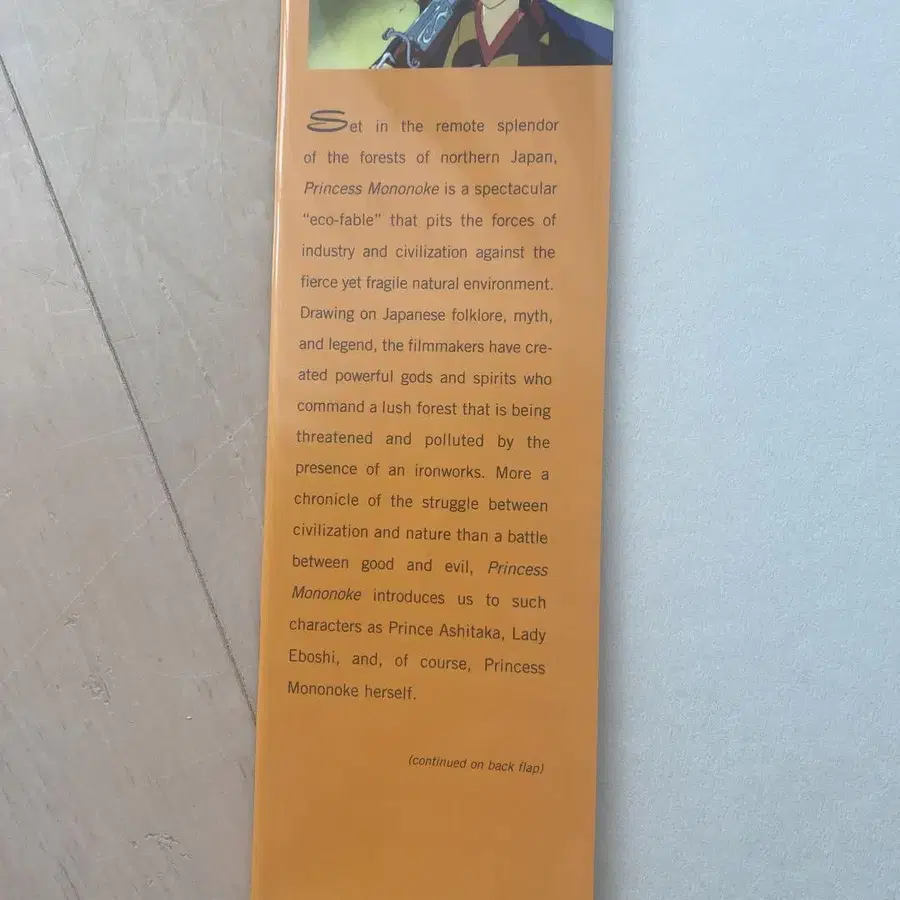 Set in the remote splendor
of the forests of northern Japan,
Princess Mononoke is a spectacular
“eco-fable” that pits the forces of
industry and civilization against the
fierce yet fragile natural environment.
Drawing on Japanese folklore, myth,
and legend, the filmmakers have cre-
ated powerful gods and spirits who
command a lush forest that is being
threatened and polluted by the
presence of an ironworks. More a
chronicle of the struggle between
civilization and nature than a battle
between good and evil, Princess
Mononoke introduces us to such
characters as Prince Ashitaka, Lady
Eboshi, and, of course, Princess
Mononoke herself.
(continued on back flap)